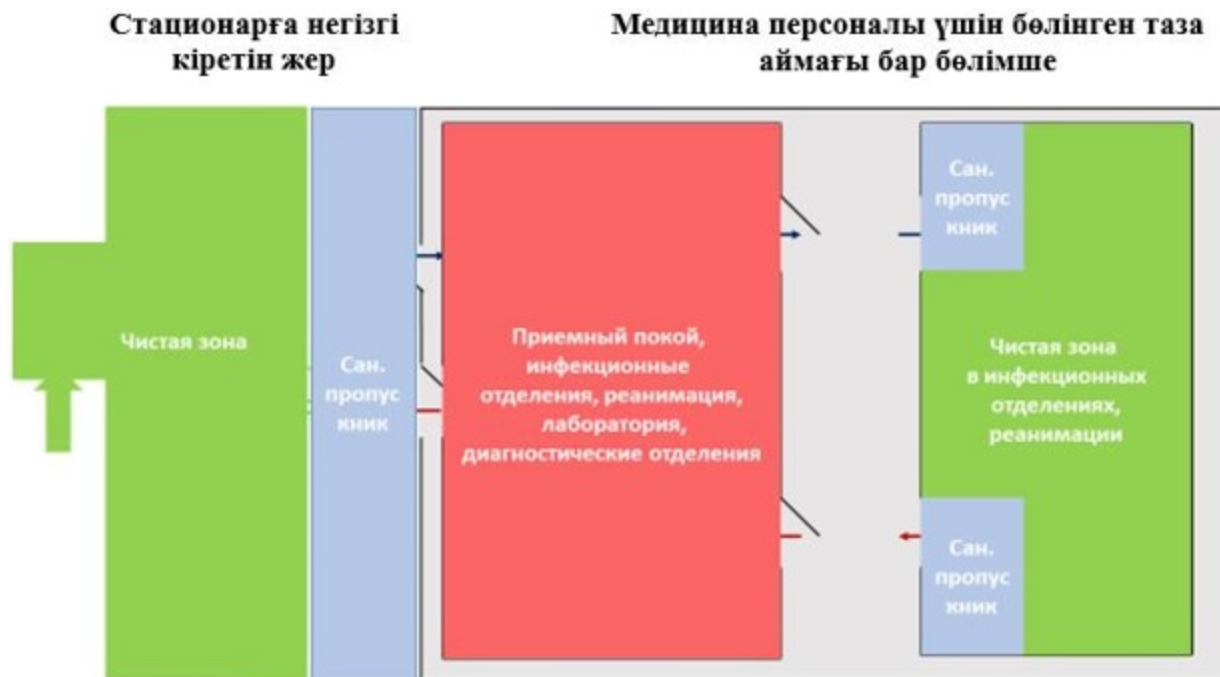 Стационарға негізгі
кіретін жер
Медицина персоналы үшін бөлінген таза
аймағы бар бөлімше
Чистая зона
Сан.
пропус
кник
Приемный покой,
инфекционные
отделения, реанимация,
лаборатория,
диагностические отделения
Сан.
пропус
кник
Чистая зона
в инфекционных
отделениях,
реанимации
Сан.
пропус
кник